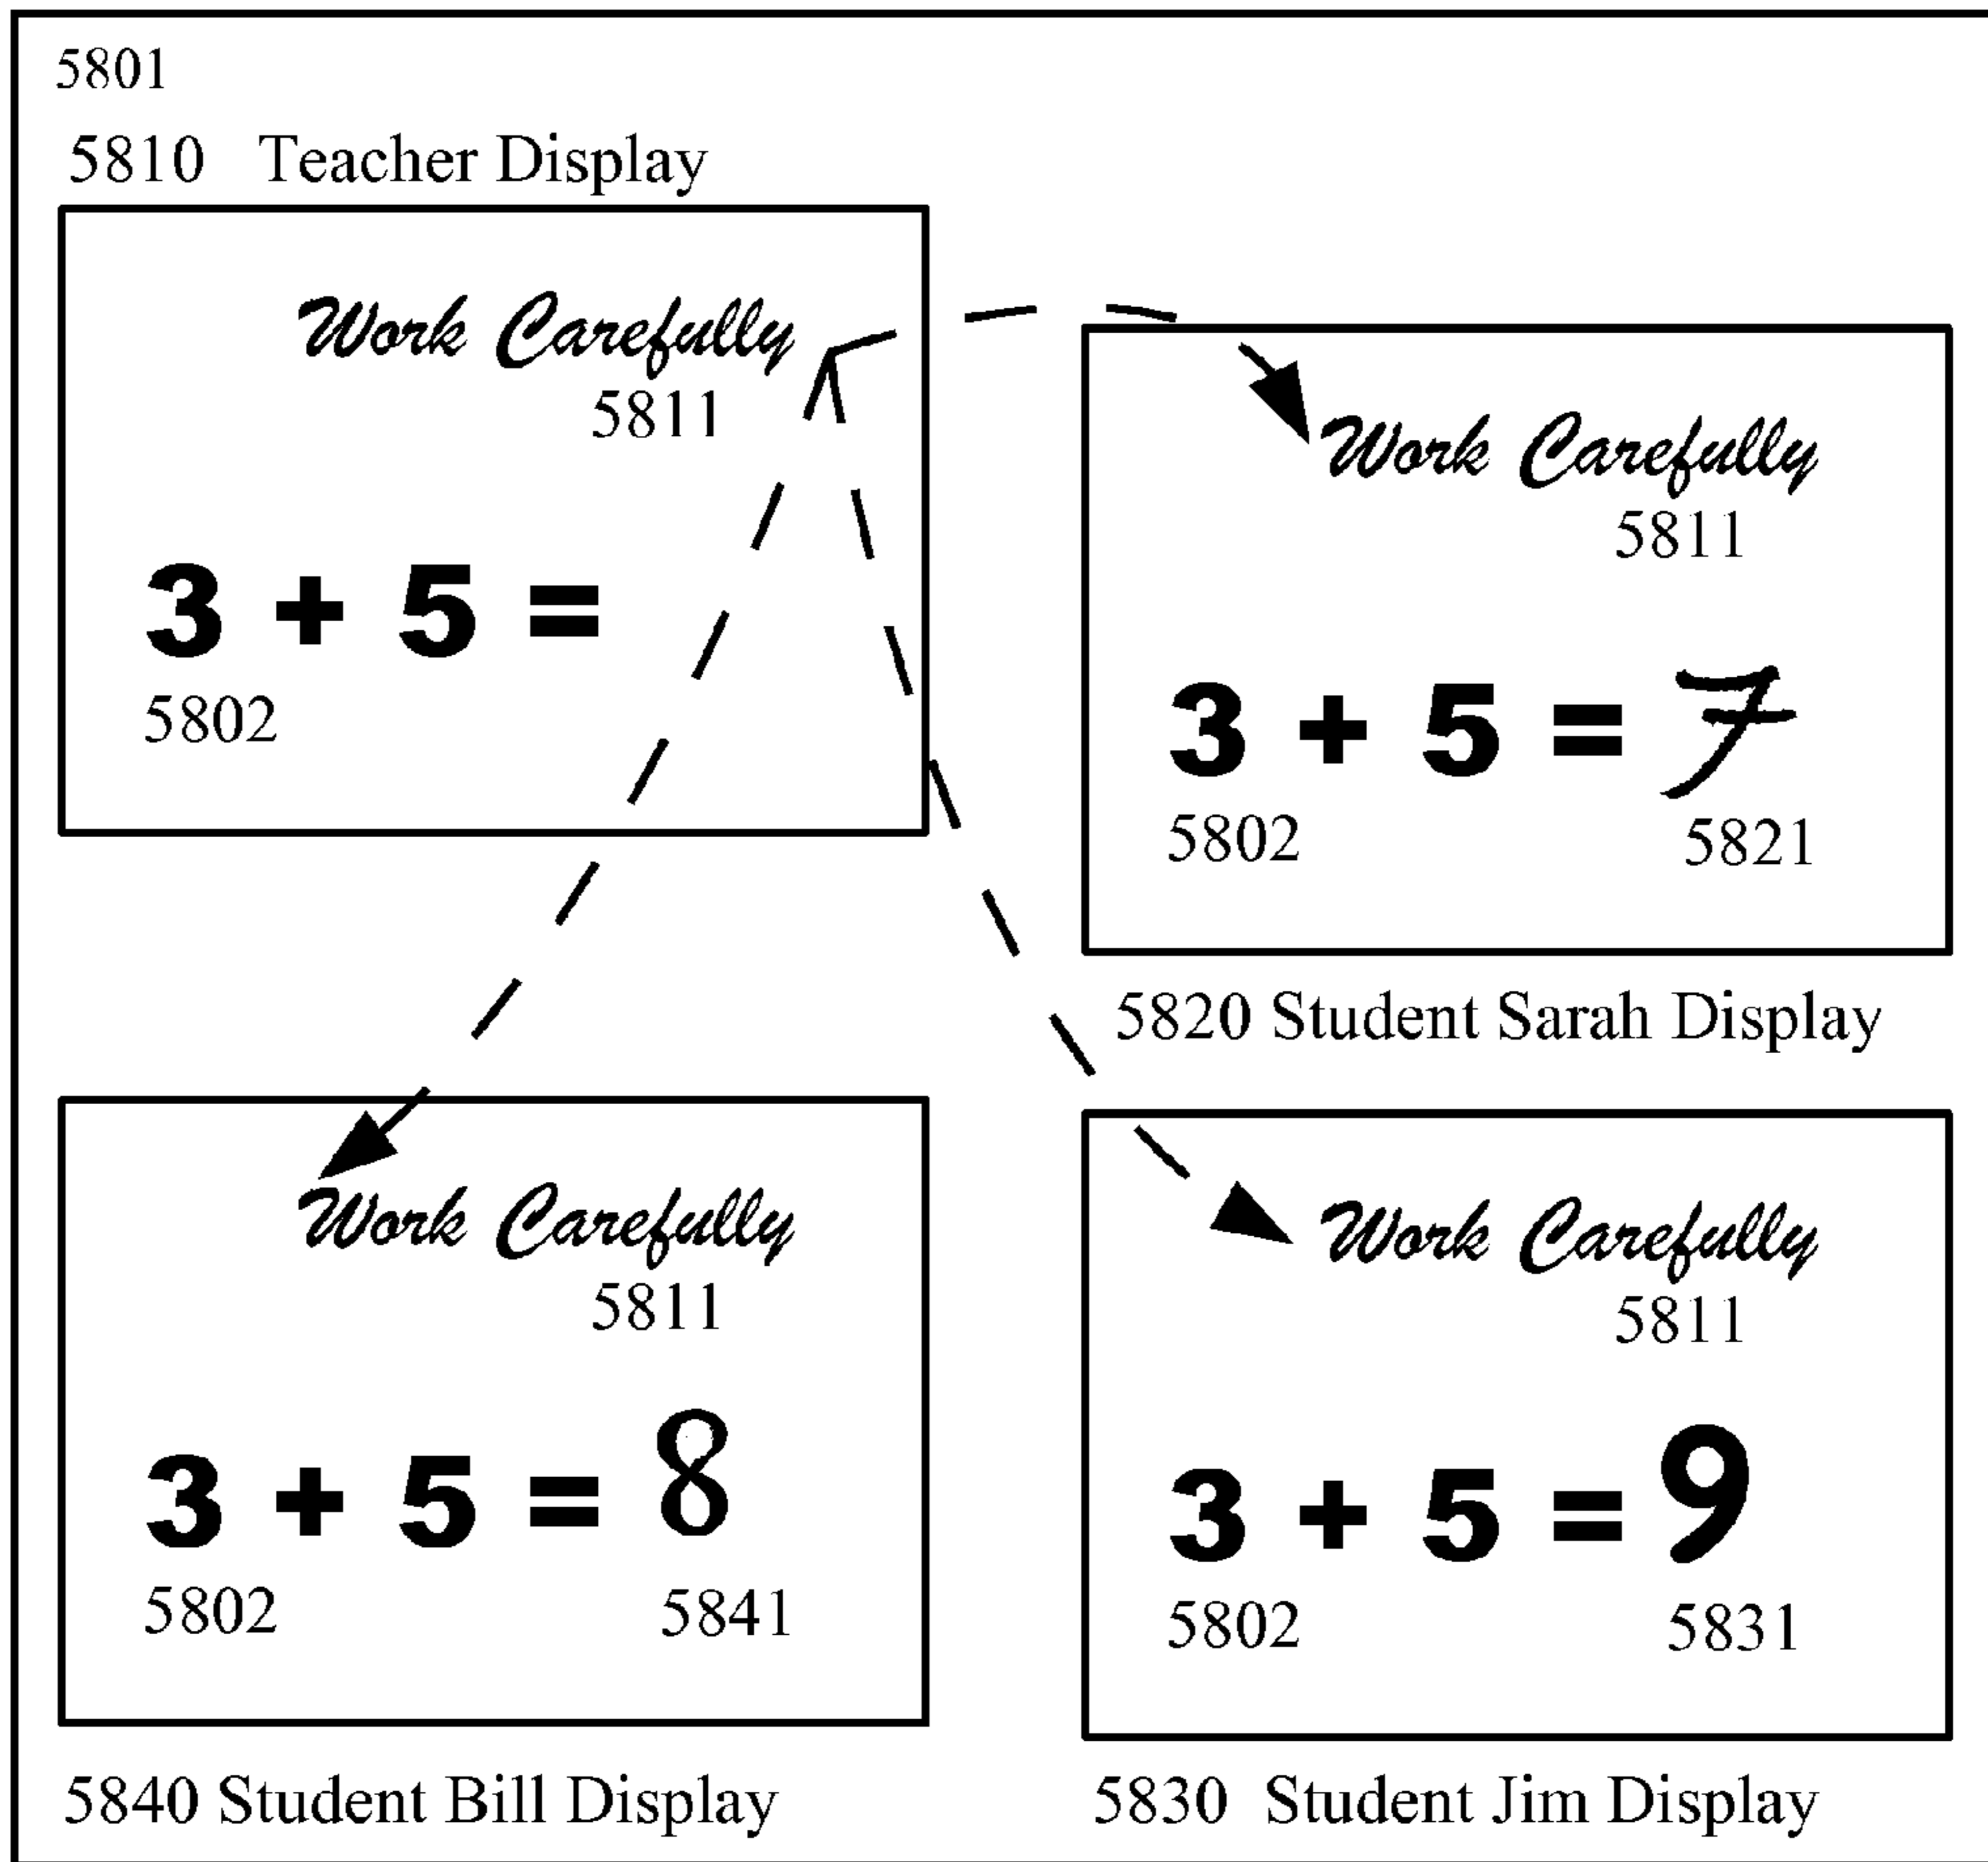 5801
5810 Teacher Display
Work Carefully
5811
3 + 5 =
5802
Work Carefully
5811
3 + 5 = 7
5802 5821
5820 Student Sarah Display
Work Carefully
5811
3 + 5 = 8
5802 5841
5840 Student Bill Display
Work Carefully
5811
3 + 5 = 9
5802 5831
5830 Student Jim Display